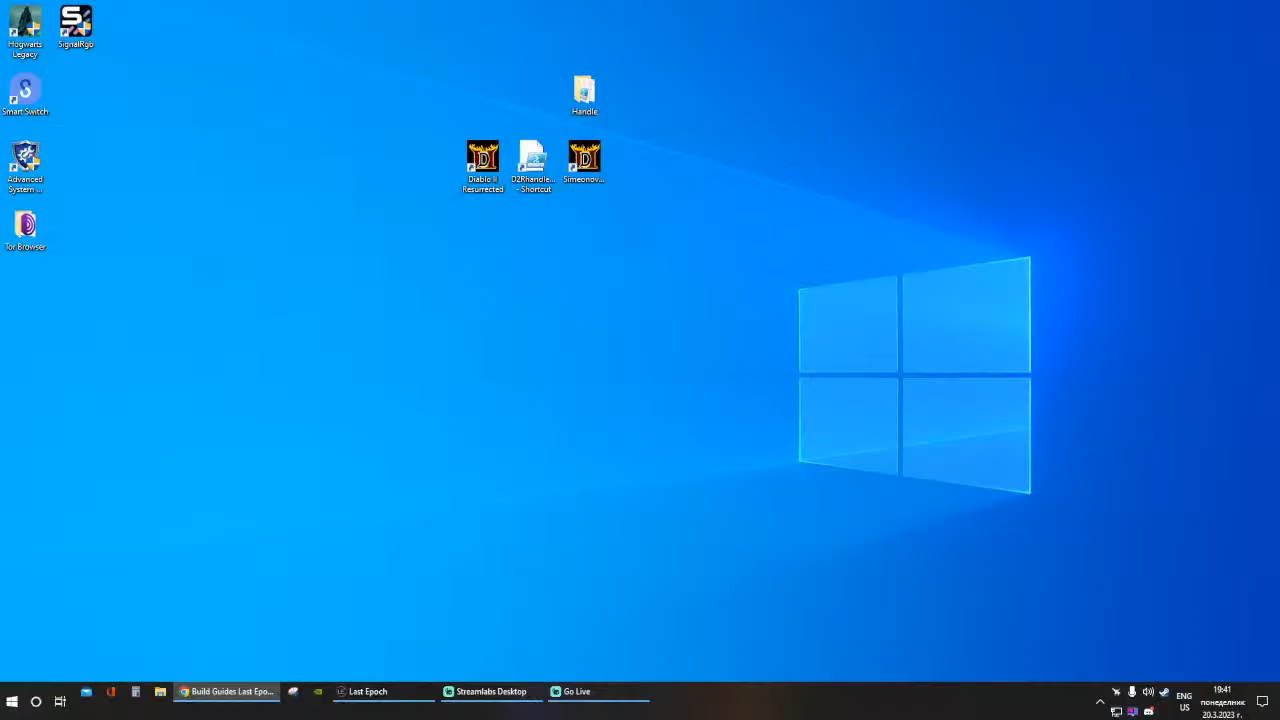 Hogwarts
Legacy
SignalRgb
Smart Switch
Advanced
System ...
Tor Browser
Handle
Diablo II
Resurrected
D2Rhandle...
- Shortcut
Simeonov...
Build Guides Last Epo...
Last Epoch
Streamlabs Desktop
Go Live
ENG
US
19:41
понеделник
20.3.2023 г.